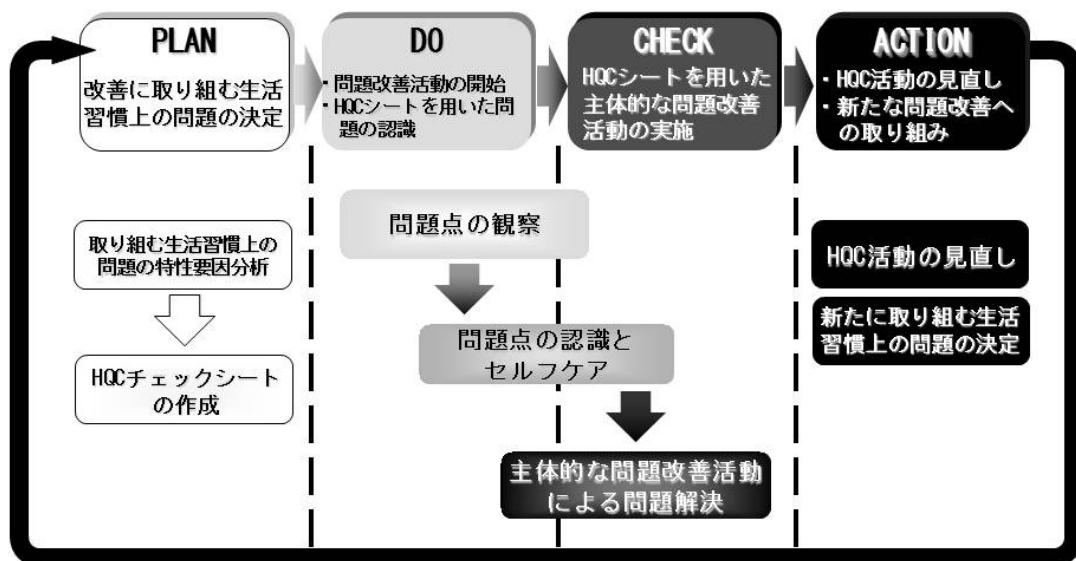 PLAN
改善に取り組む生活
習慣上の問題の決定
DO
・問題改善活動の開始
・HQCシートを用いた問
題の認識
CHECK
HQCシートを用いた
主体的な問題改善
活動の実施
ACTION
・HQC活動の見直し
・新たな問題改善へ
の取り組み
取り組む生活習慣上の
問題の特性要因分析
HQCチェックシート
の作成
問題点の観察
問題点の認識と
セルフケア
主体的な問題改善活動
による問題解決
HQC活動の見直し
新たに取り組む生活
習慣上の問題の決定